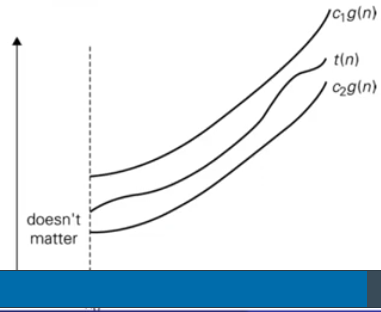 c₁g(n)
t(n)
c₂g(n)
doesn't
matter